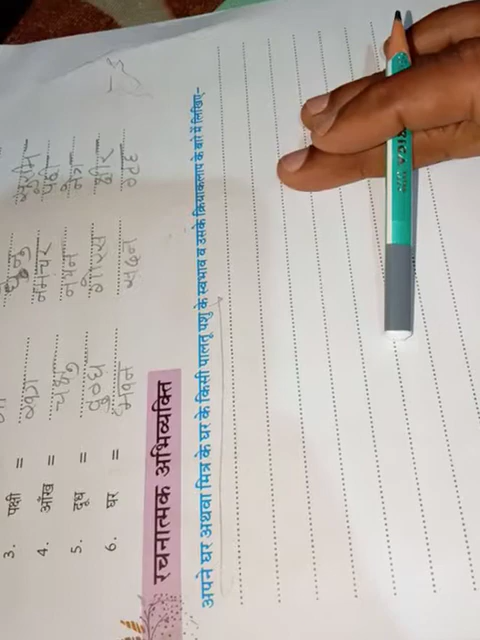 3. पक्षी = खग नभचर पंछी
4. आँख = चक्षु नयन नेत्र
5. दूध = दुग्ध गोरस क्षीर
6. घर = भवन सदन गृह
रचनात्मक अभिव्यक्ति
अपने घर अथवा मित्र के घर के किसी पालतू पशु के स्वभाव व उसके क्रियाकलाप के बारे में लिखिए–